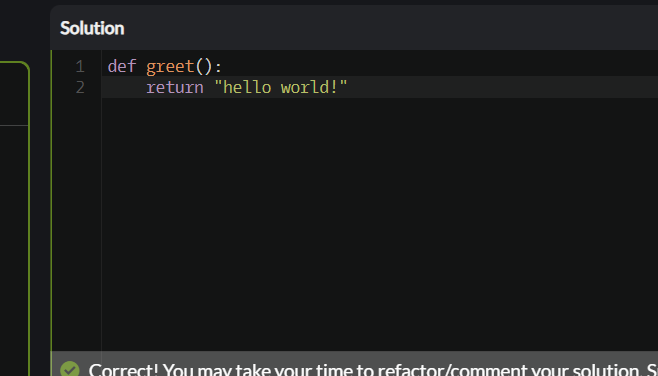 Solution
1 def greet():
2     return "hello world!"
Correct! You may take your time to refactor/comment your solution.